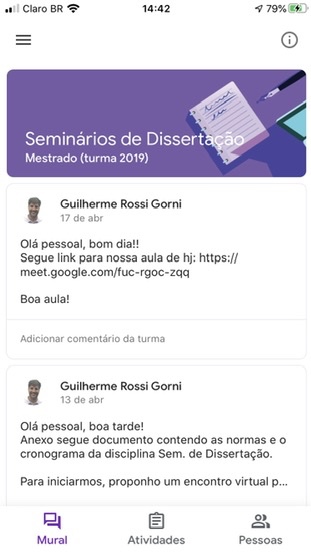 Claro BR
14:42
79%
Seminários de Dissertação
Mestrado (turma 2019)
Guilherme Rossi Gorni
17 de abr
Olá pessoal, bom dia!!
Segue link para nossa aula de hj: https://
meet.google.com/fuc-rgoc-zqq
Boa aula!
Adicionar comentário da turma
Guilherme Rossi Gorni
13 de abr
Olá pessoal, boa tarde!
Anexo segue documento contendo as normas e o
cronograma da disciplina Sem. de Dissertação.
Para iniciarmos, proponho um encontro virtual p...
Mural
Atividades
Pessoas